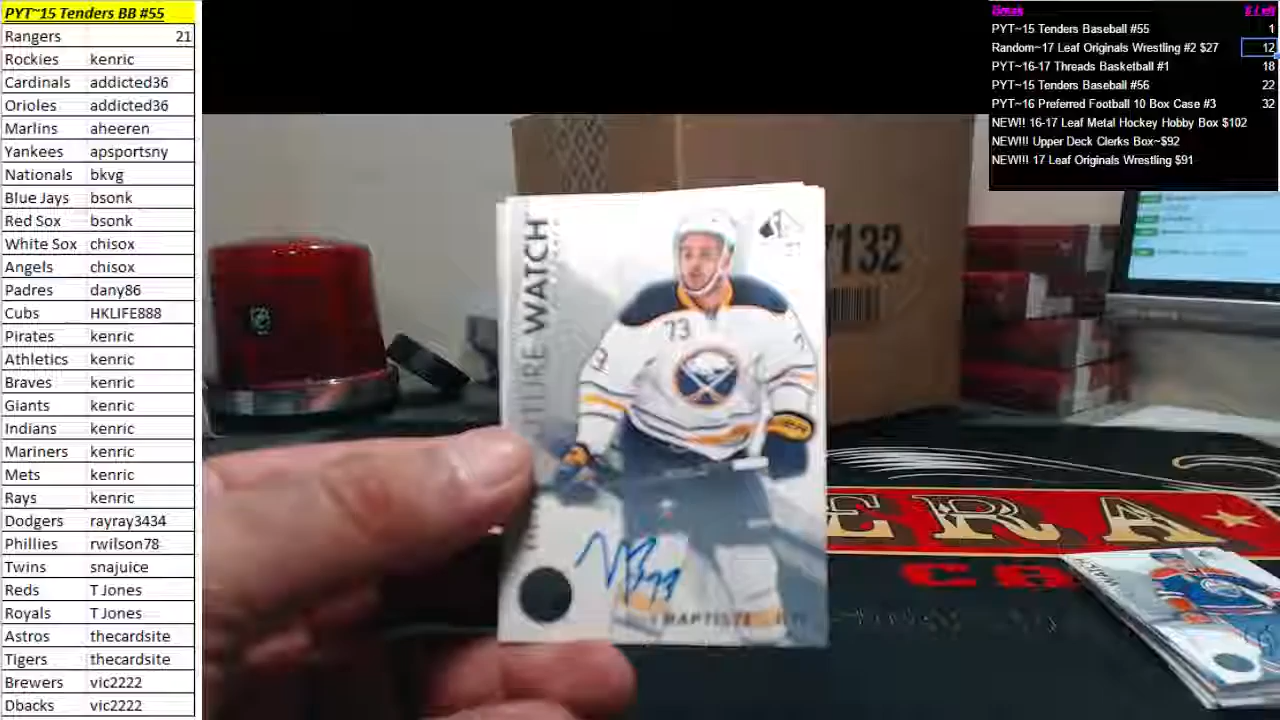 PYT~15 Tenders BB #55
Rangers 21
Rockies kenric
Cardinals addicted36
Orioles addicted36
Marlins aheeren
Yankees apsportsny
Nationals bkvg
Blue Jays bsonk
Red Sox bsonk
White Sox chisox
Angels chisox
Padres dany86
Cubs HKLIFE888
Pirates kenric
Athletics kenric
Braves kenric
Giants kenric
Indians kenric
Mariners kenric
Mets kenric
Rays kenric
Dodgers rayray3434
Phillies rwilson78
Twins snajuice
Reds T Jones
Royals T Jones
Astros thecardsite
Tigers thecardsite
Brewers vic2222
Dbacks vic2222
Break # Left
PYT~15 Tenders Baseball #55 1
Random~17 Leaf Originals Wrestling #2 $27 12
PYT~16-17 Threads Basketball #1 18
PYT~15 Tenders Baseball #56 22
PYT~16 Preferred Football 10 Box Case #3 32
NEW!! 16-17 Leaf Metal Hockey Hobby Box $102
NEW!!! Upper Deck Clerks Box~$92
NEW!!! 17 Leaf Originals Wrestling $91
7132
FUTURE WATCH
73
BAPTISTE
ERA
WATCH